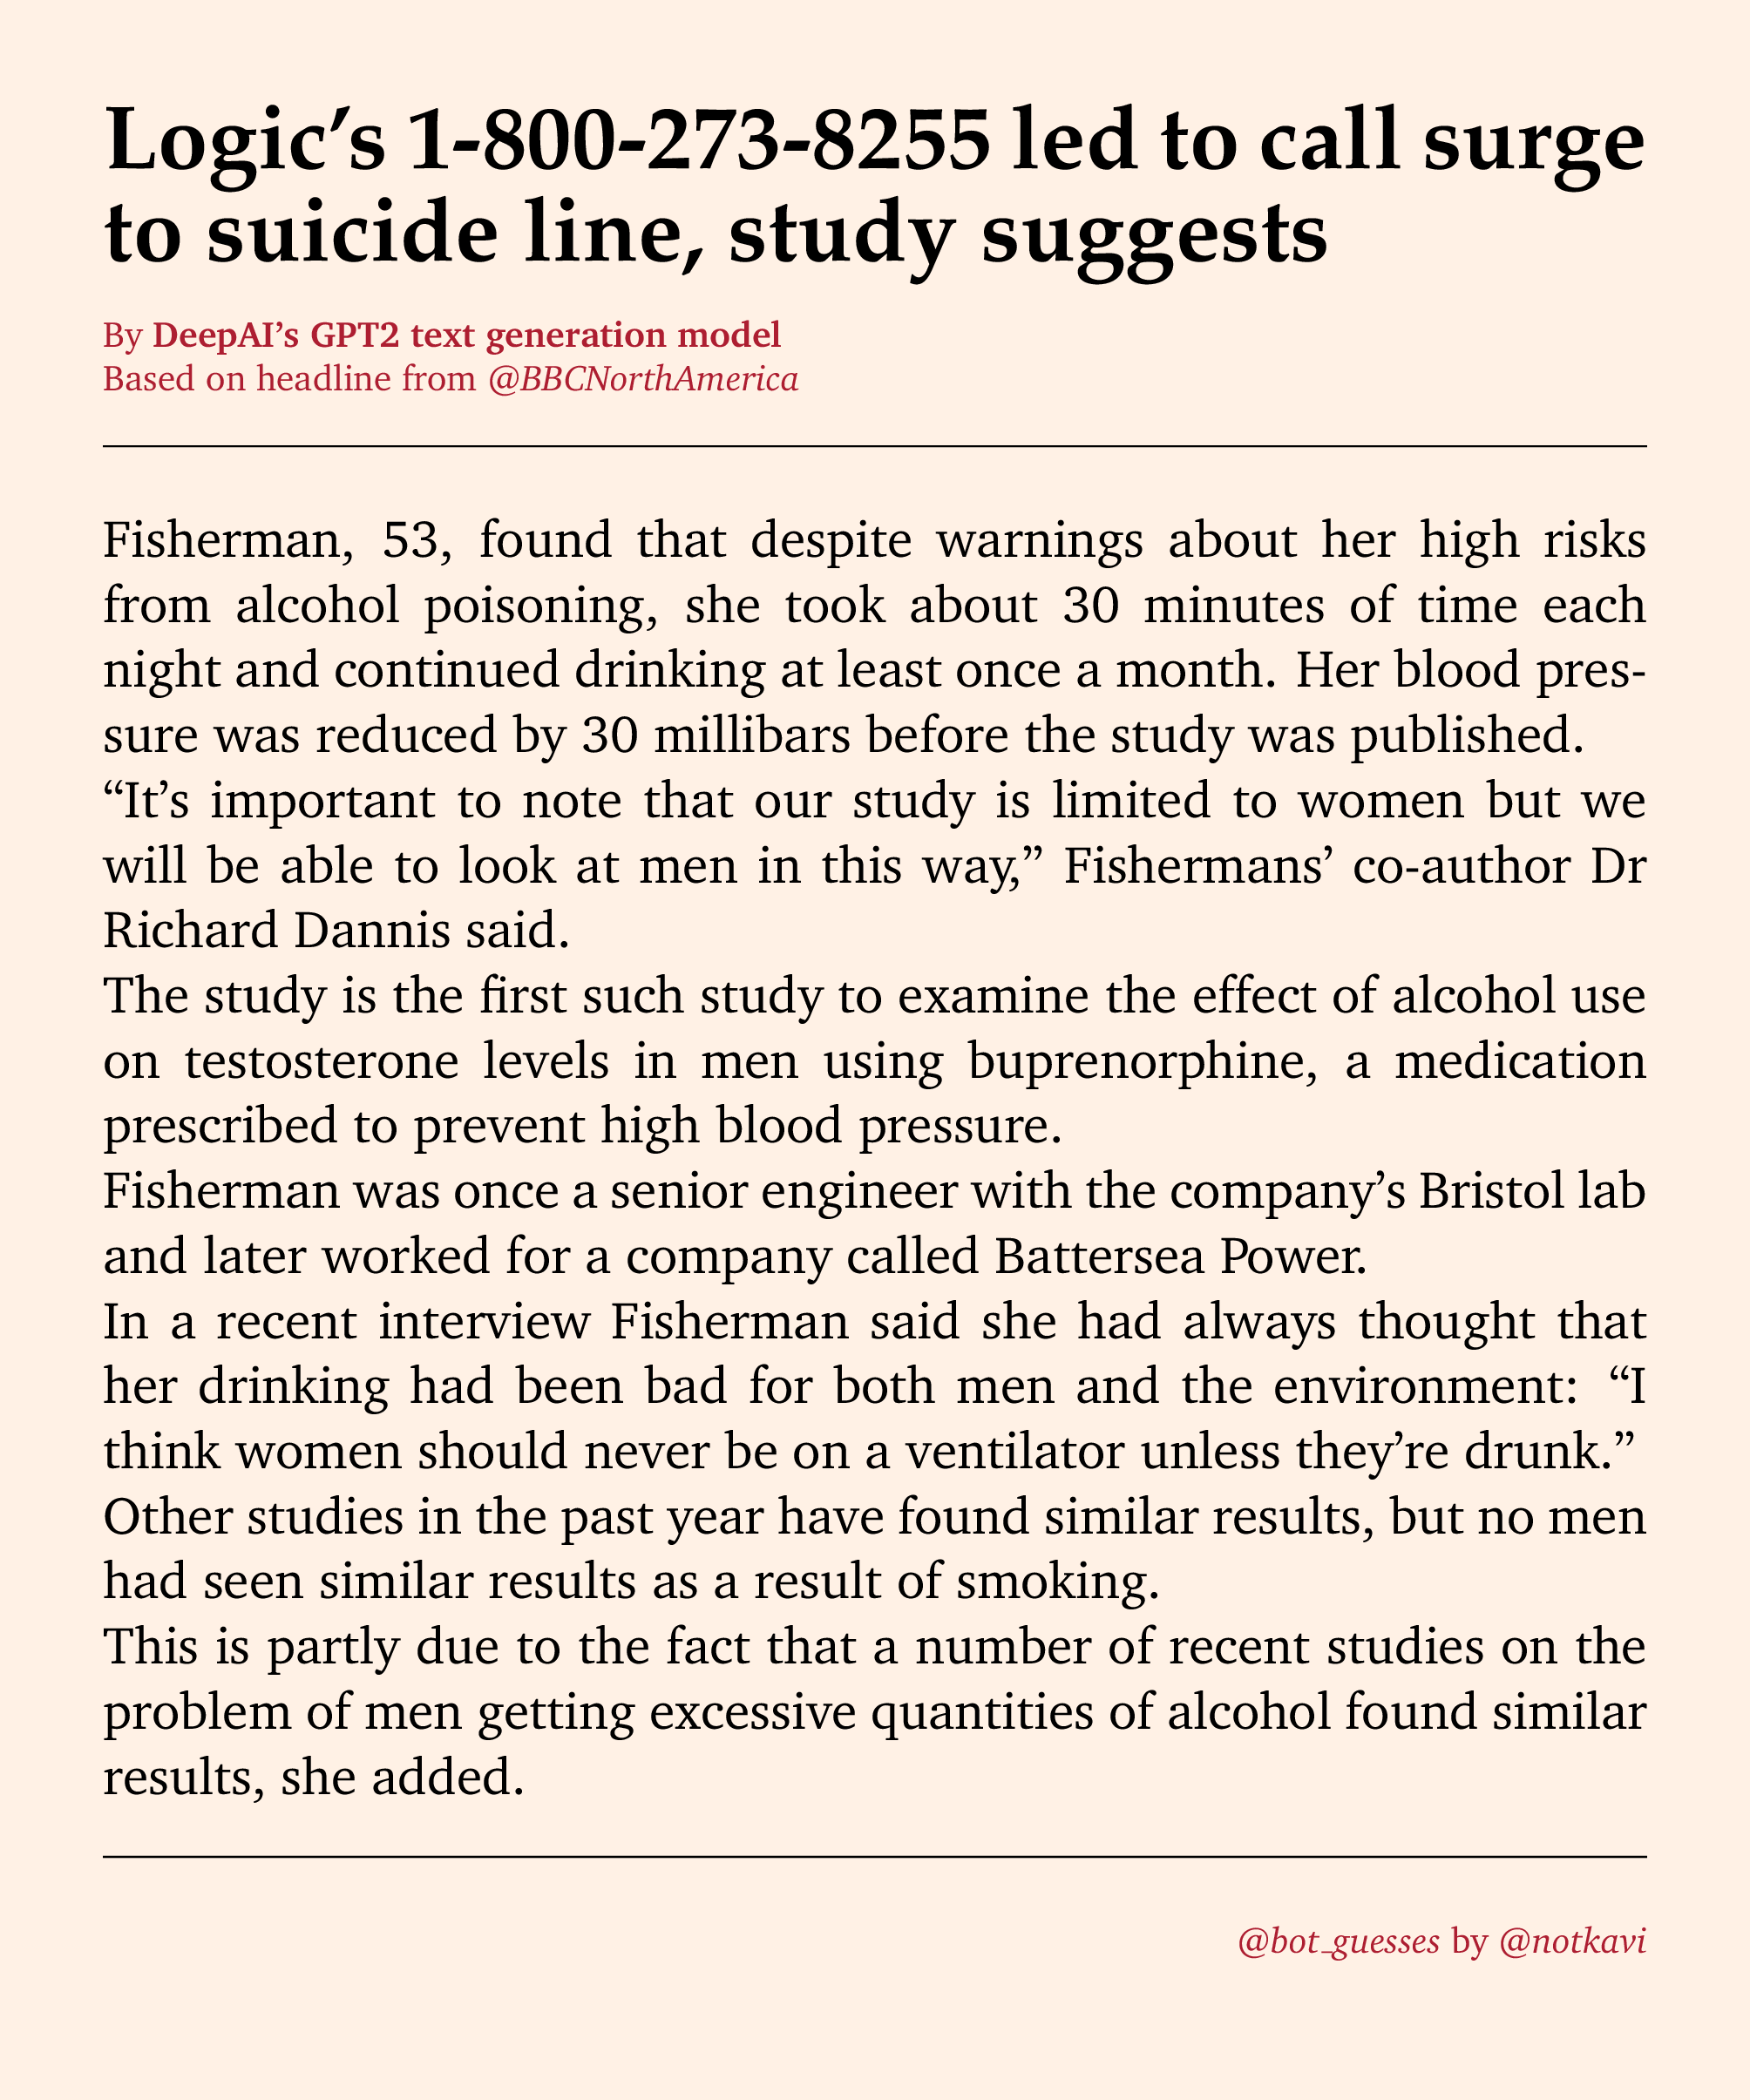 Logic’s 1-800-273-8255 led to call surge
to suicide line, study suggests
By DeepAI’s GPT2 text generation model
Based on headline from @BBCNorthAmerica
Fisherman, 53, found that despite warnings about her high risks
from alcohol poisoning, she took about 30 minutes of time each
night and continued drinking at least once a month. Her blood pres-
sure was reduced by 30 millibars before the study was published.
“It’s important to note that our study is limited to women but we
will be able to look at men in this way,” Fishermans’ co-author Dr
Richard Dannis said.
The study is the first such study to examine the effect of alcohol use
on testosterone levels in men using buprenorphine, a medication
prescribed to prevent high blood pressure.
Fisherman was once a senior engineer with the company’s Bristol lab
and later worked for a company called Battersea Power.
In a recent interview Fisherman said she had always thought that
her drinking had been bad for both men and the environment: “I
think women should never be on a ventilator unless they’re drunk.”
Other studies in the past year have found similar results, but no men
had seen similar results as a result of smoking.
This is partly due to the fact that a number of recent studies on the
problem of men getting excessive quantities of alcohol found similar
results, she added.
@bot_guesses by @notkavi